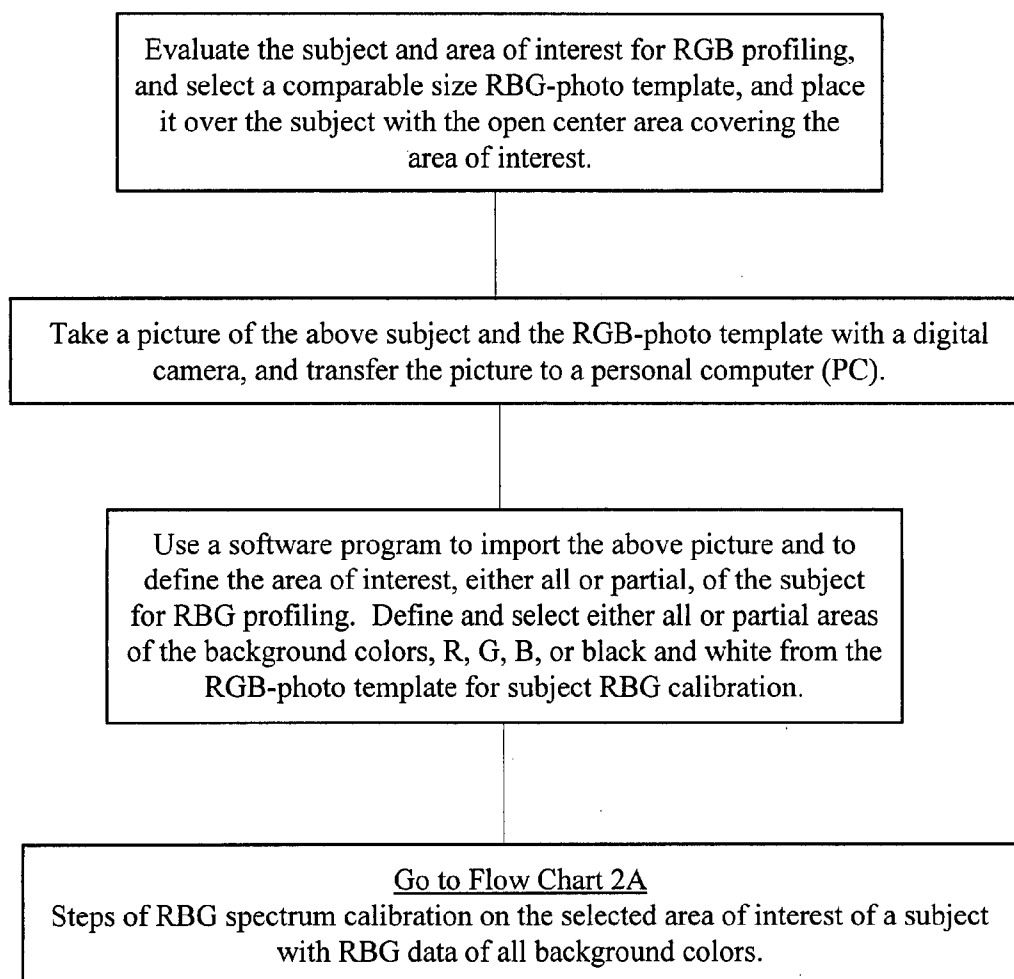 Evaluate the subject and area of interest for RGB profiling,
and select a comparable size RBG-photo template, and place
it over the subject with the open center area covering the
area of interest.
Take a picture of the above subject and the RGB-photo template with a digital
camera, and transfer the picture to a personal computer (PC).
Use a software program to import the above picture and to
define the area of interest, either all or partial, of the subject
for RBG profiling.  Define and select either all or partial areas
of the background colors, R, G, B, or black and white from the
RGB-photo template for subject RBG calibration.
Go to Flow Chart 2A
Steps of RBG spectrum calibration on the selected area of interest of a subject
with RBG data of all background colors.